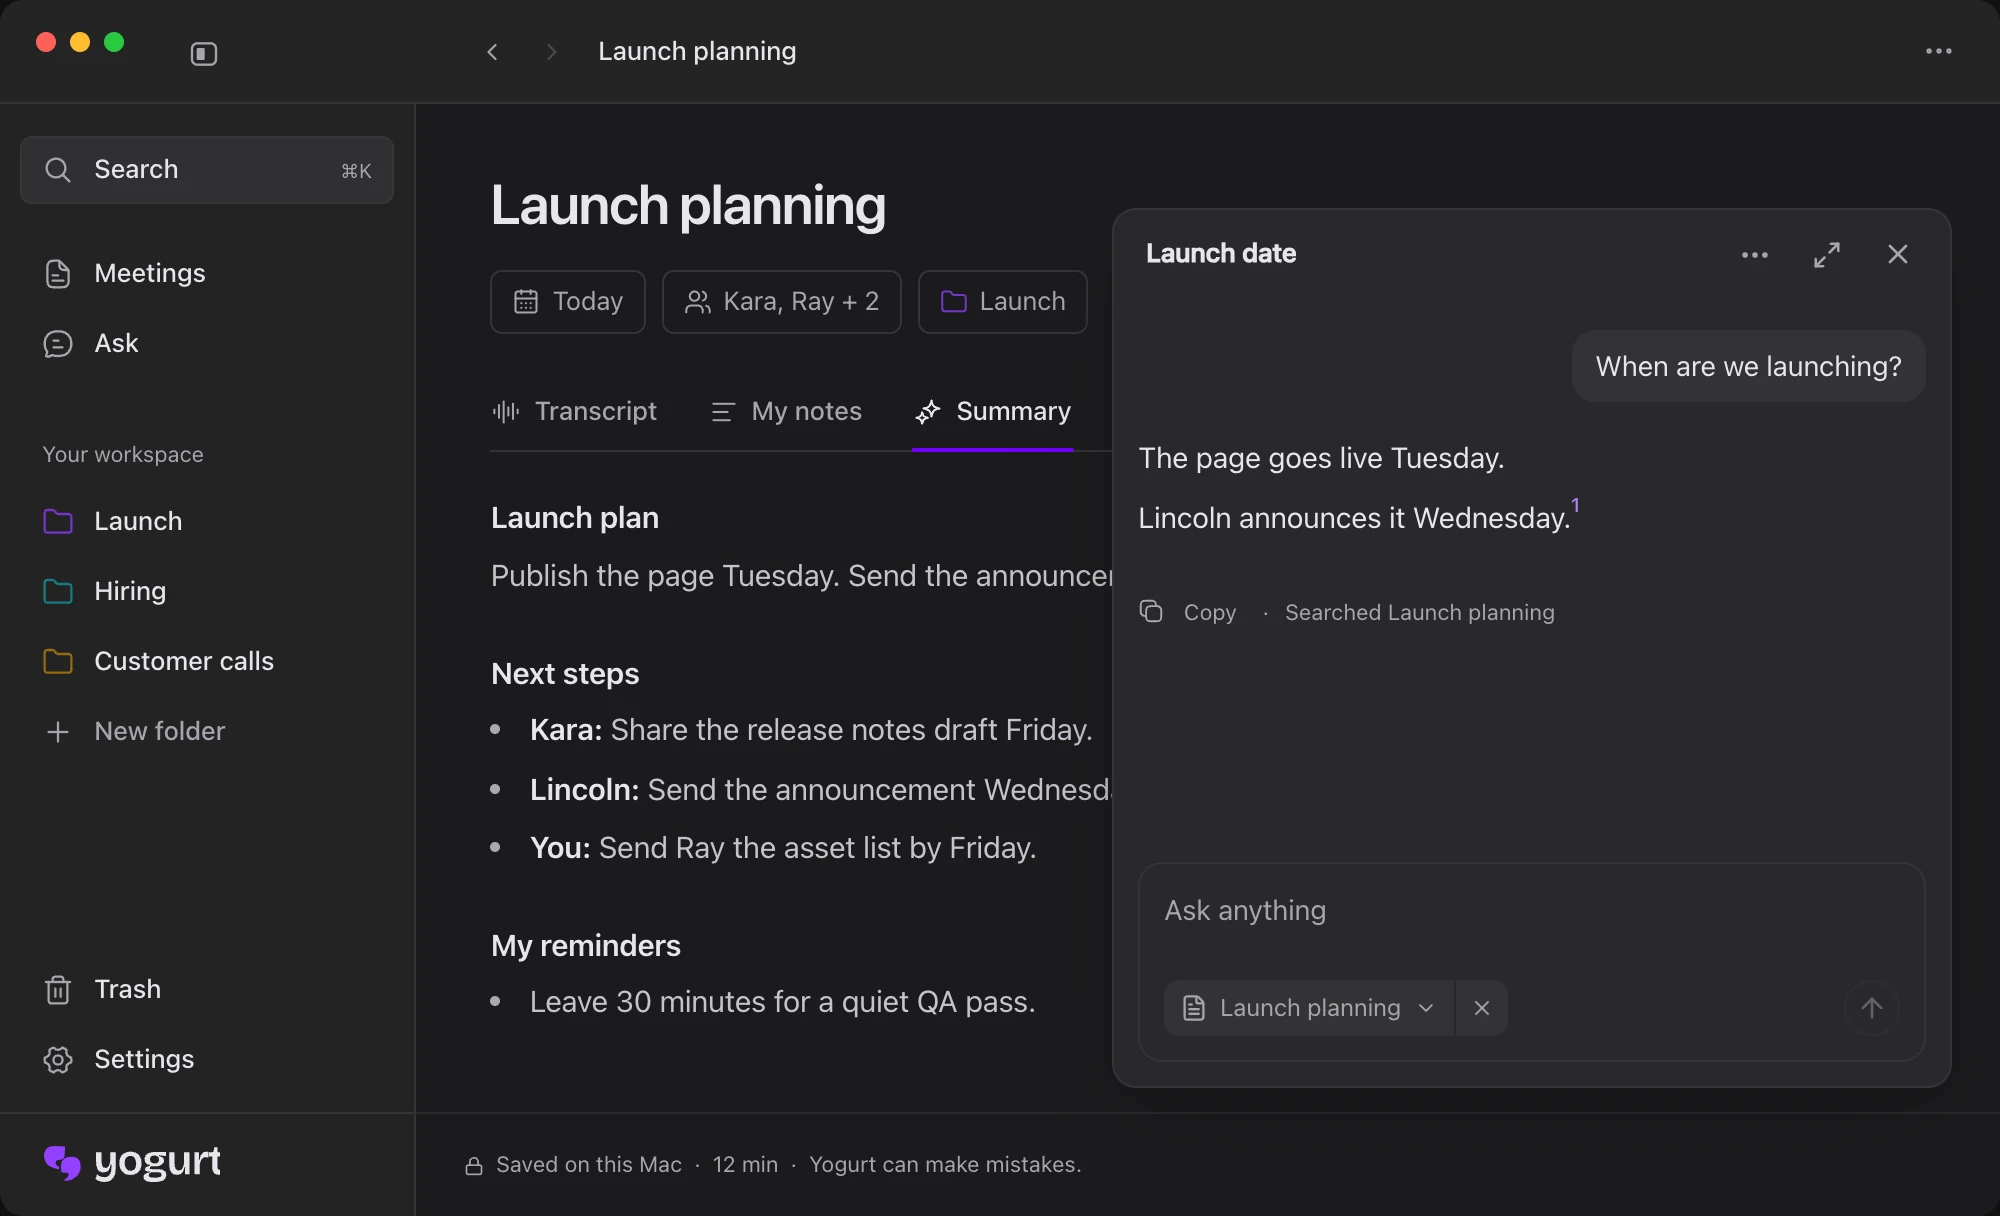 Launch planning
Search ⌘K
Meetings
Ask
Your workspace
Launch
Hiring
Customer calls
New folder
Trash
Settings
yogurt
Launch planning
Today
Kara, Ray + 2
Launch
Transcript
My notes
Summary
Launch plan
Publish the page Tuesday. Send the
Next steps
Kara: Share the release notes draft Friday.
Lincoln: Send the announcement
You: Send Ray the asset list by Friday.
My reminders
Leave 30 minutes for a quiet QA pass.
Launch date
When are we launching?
The page goes live Tuesday.
Lincoln announces it Wednesday.1
Copy · Searched Launch planning
Ask anything
Launch planning
Saved on this Mac · 12 min · Yogurt can make mistakes.